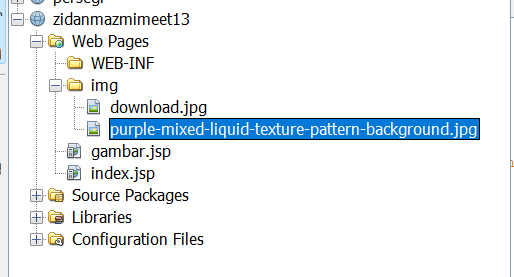 zidanmazmimeet13
Web Pages
WEB-INF
img
download.jpg
purple-mixed-liquid-texture-pattern-background.jpg
gambar.jsp
index.jsp
Source Packages
Libraries
Configuration Files